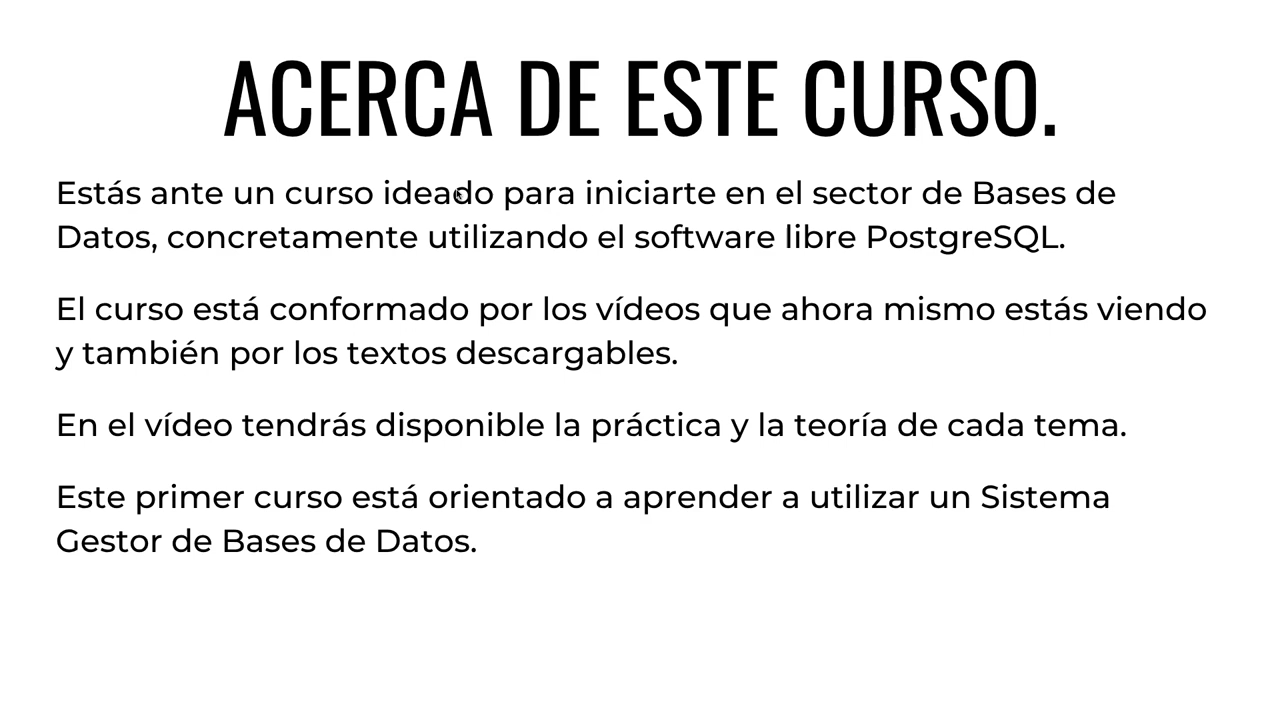 ACERCA DE ESTE CURSO.
Estás ante un curso ideado para iniciarte en el sector de Bases de
Datos, concretamente utilizando el software libre PostgreSQL.
El curso está conformado por los vídeos que ahora mismo estás viendo
y también por los textos descargables.
En el vídeo tendrás disponible la práctica y la teoría de cada tema.
Este primer curso está orientado a aprender a utilizar un Sistema
Gestor de Bases de Datos.